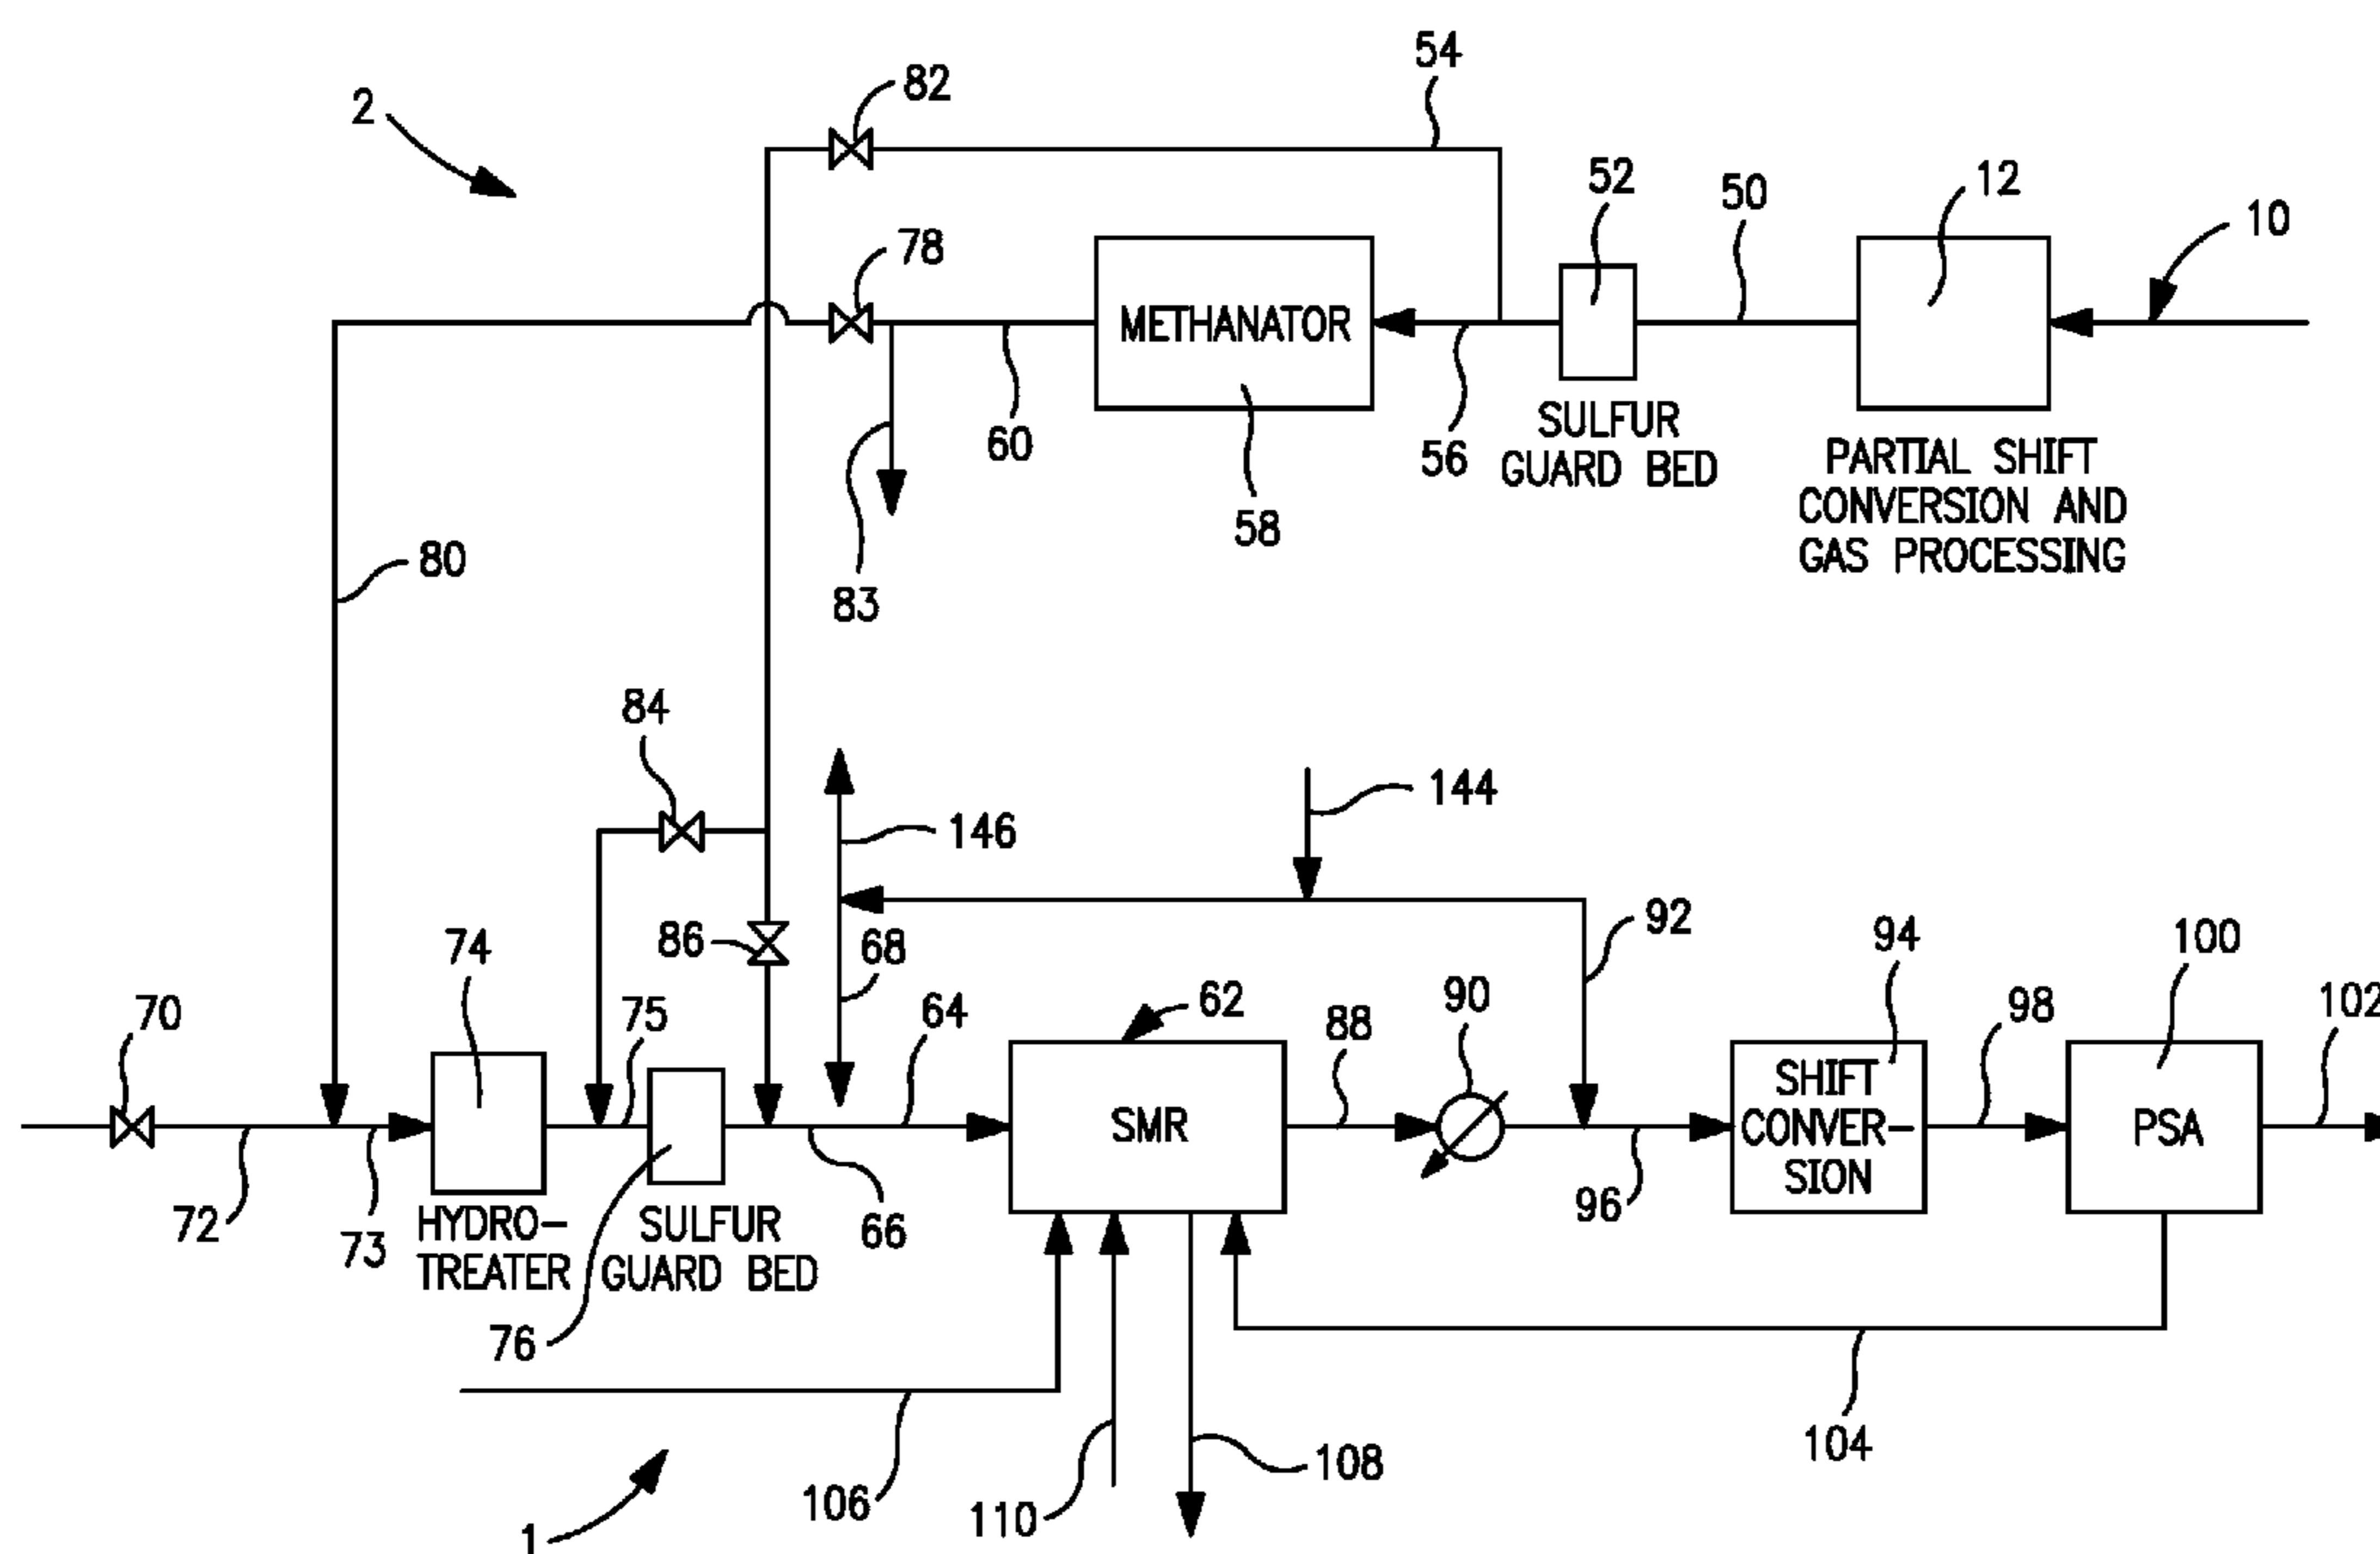 54
82
2
52
12
50
10
78
METHANATOR
60
56
SULFUR
GUARD BED
58
PARTIAL SHIFT
CONVERSION AND
GAS PROCESSING
80
83
84
144
146
92
86
68
74
94
100
70
75
64
62
90
88
98
102
SMR
SHIFT
CONVER-
SION
PSA
72
73
HYDRO-
TREATER
SULFUR
GUARD BED
66
96
76
104
106
110
108
1